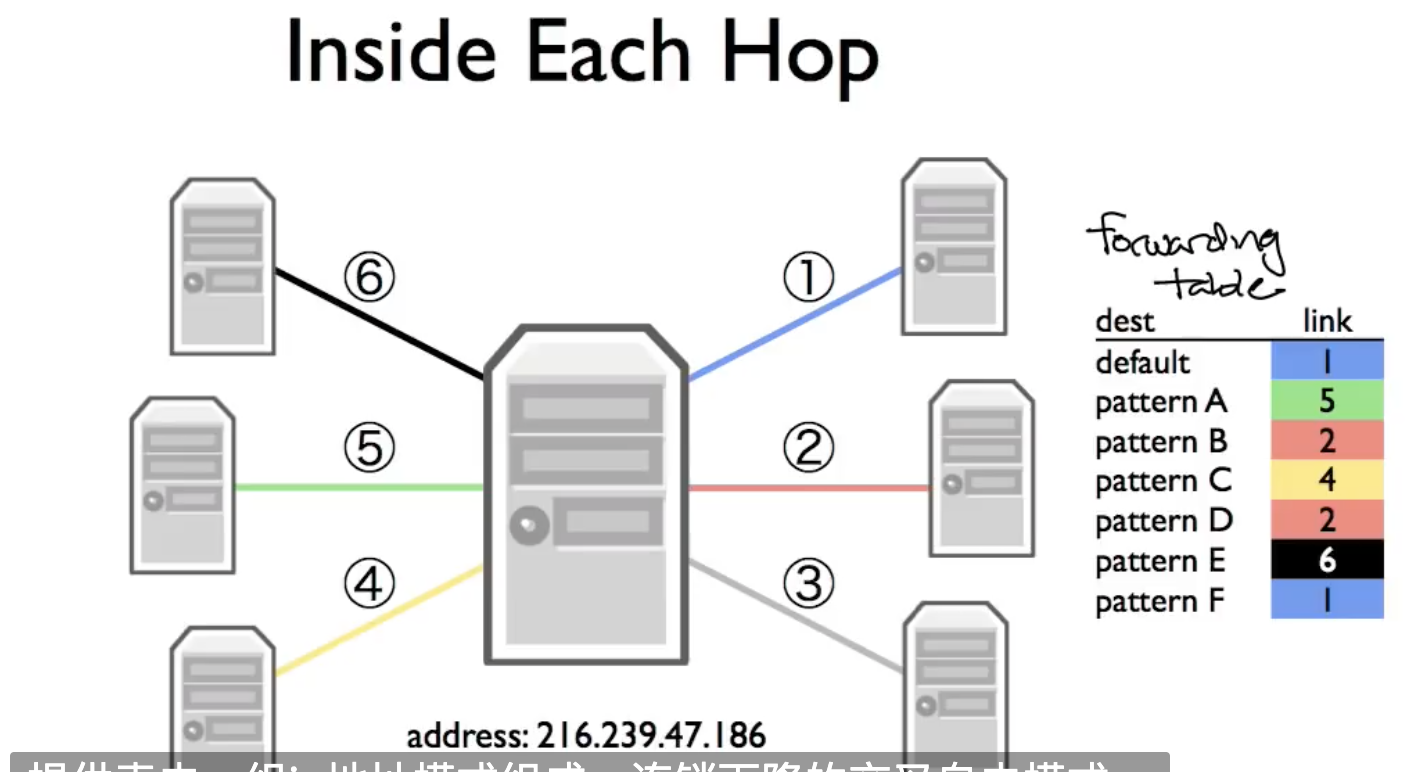 Inside Each Hop
⑥
①
forwarding
table
dest link
default 1
pattern A 5
⑤
②
pattern B 2
pattern C 4
pattern D 2
pattern E 6
④
③
pattern F 1
address: 216.239.47.186